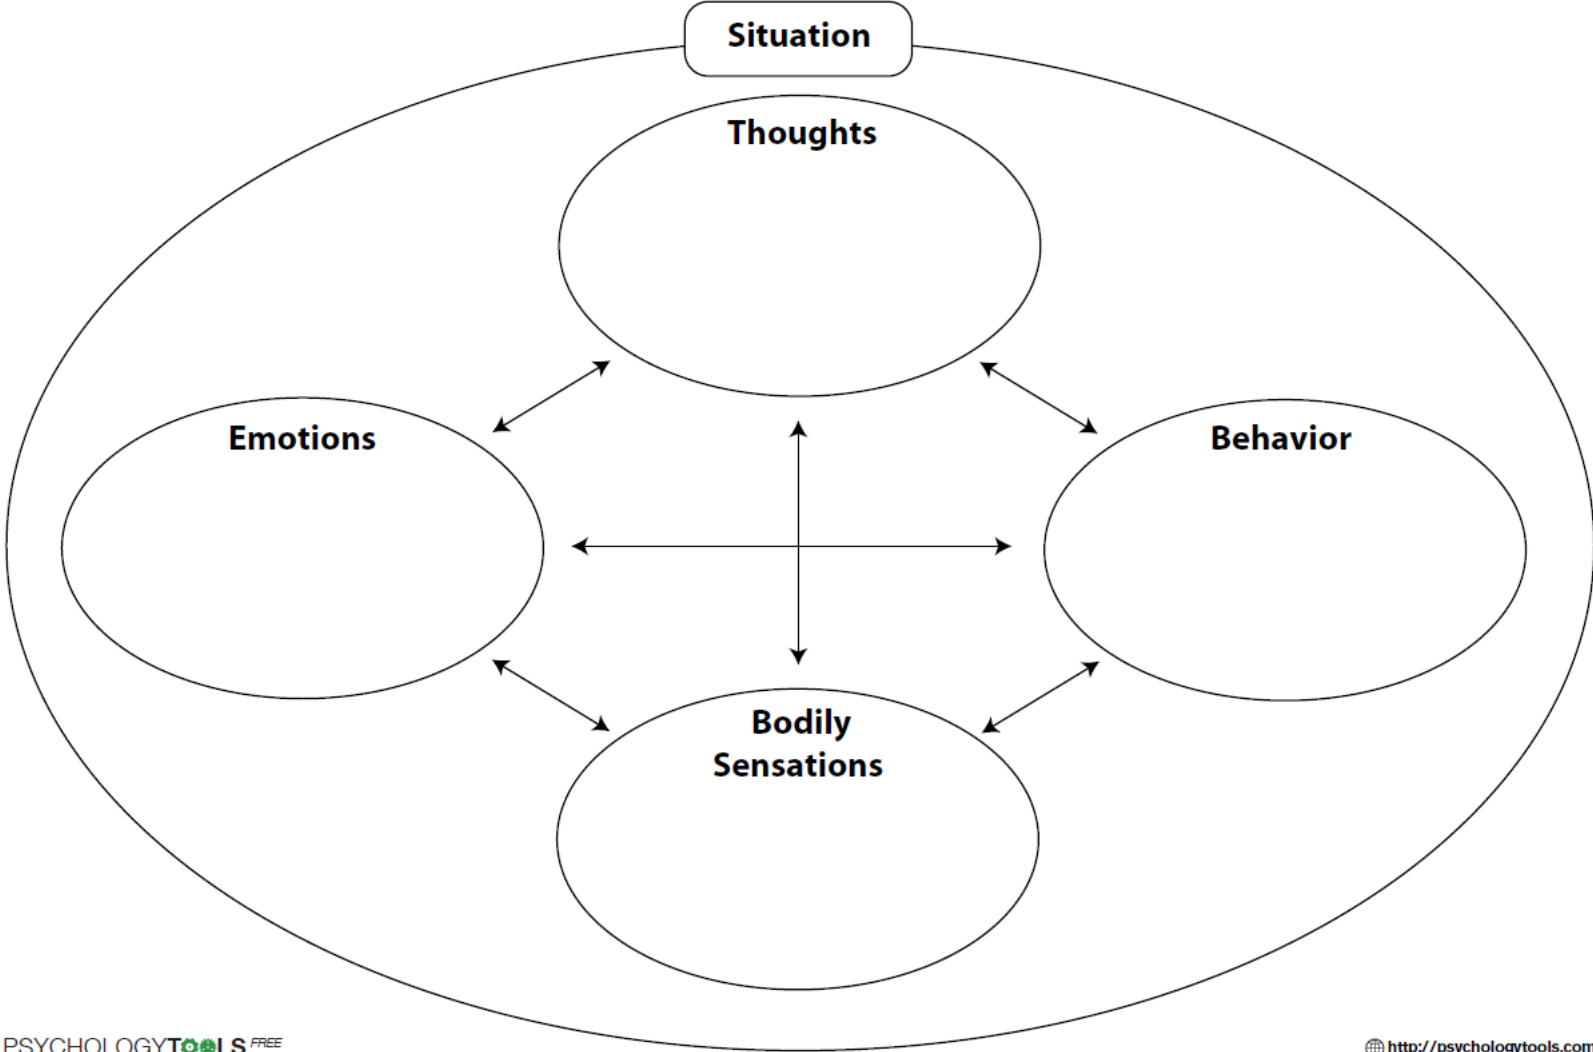 Situation
Thoughts
Emotions
Behavior
Bodily
Sensations
PSYCHOLOGYTOOLS FREE
http://psychologytools.com